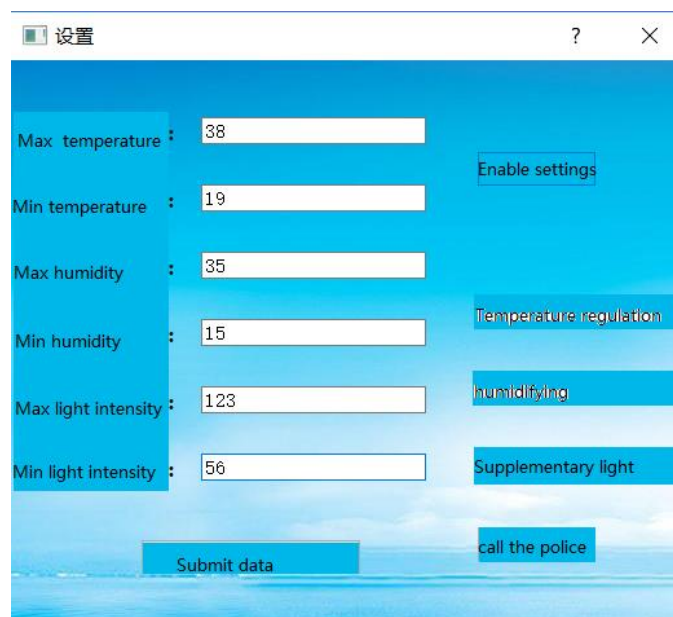 设置
Max temperature : 38
Enable settings
Min temperature : 19
Max humidity : 35
Temperature regulation
Min humidity : 15
humidifying
Max light intensity : 123
Min light intensity : 56
Supplementary light
call the police
Submit data